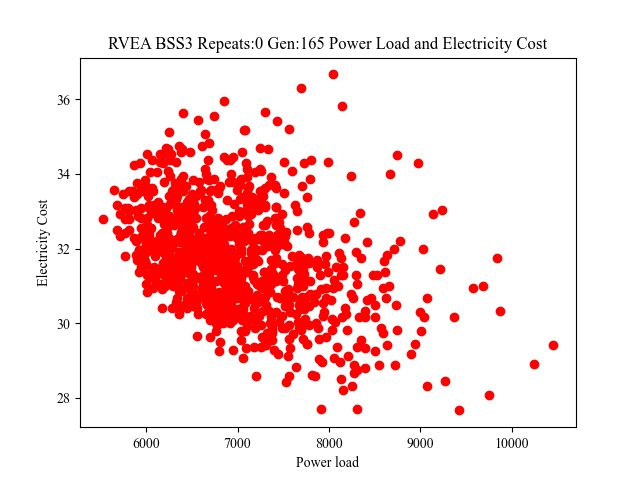 RVEA BSS3 Repeats:0 Gen:165 Power Load and Electricity Cost
36
34
32
30
28
Electricity Cost
6000 7000 8000 9000 10000
Power load